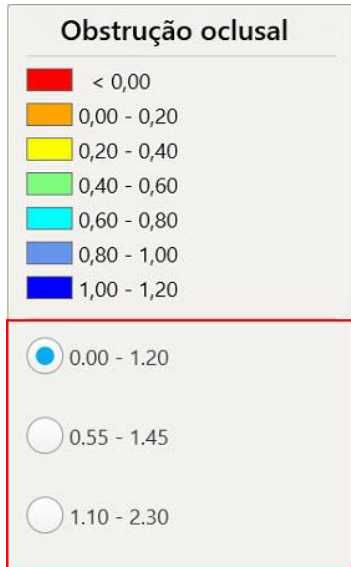 Obstrução oclusal
< 0,00
0,00 - 0,20
0,20 - 0,40
0,40 - 0,60
0,60 - 0,80
0,80 - 1,00
1,00 - 1,20
0.00 - 1.20
0.55 - 1.45
1.10 - 2.30